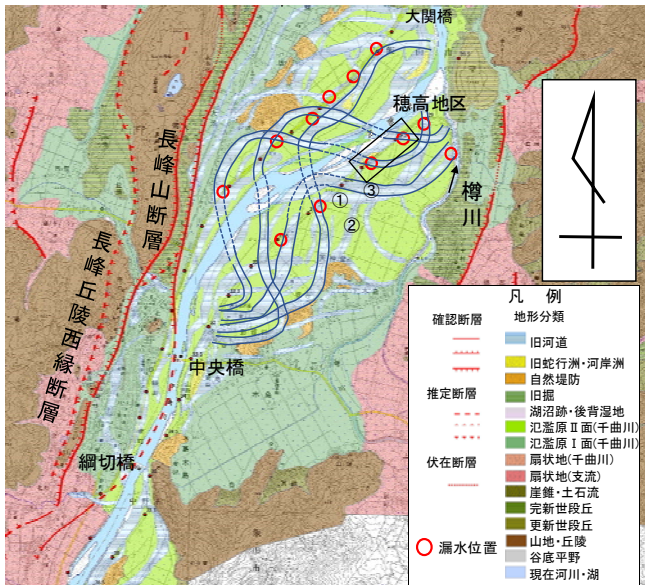 大関橋
穂高地区
樽川
①
②
③
長峰山断層
長峰丘陵西縁断層
中央橋
綱切橋
凡 例
確認断層
地形分類
旧河道
旧蛇行洲・河岸洲
自然堤防
推定断層
旧掘
湖沼跡・後背湿地
氾濫原Ⅱ面(千曲川)
氾濫原Ⅰ面(千曲川)
伏在断層
扇状地(千曲川)
扇状地(支流)
崖錐・土石流
完新世段丘
更新世段丘
山地・丘陵
漏水位置
谷底平野
現在河川・湖